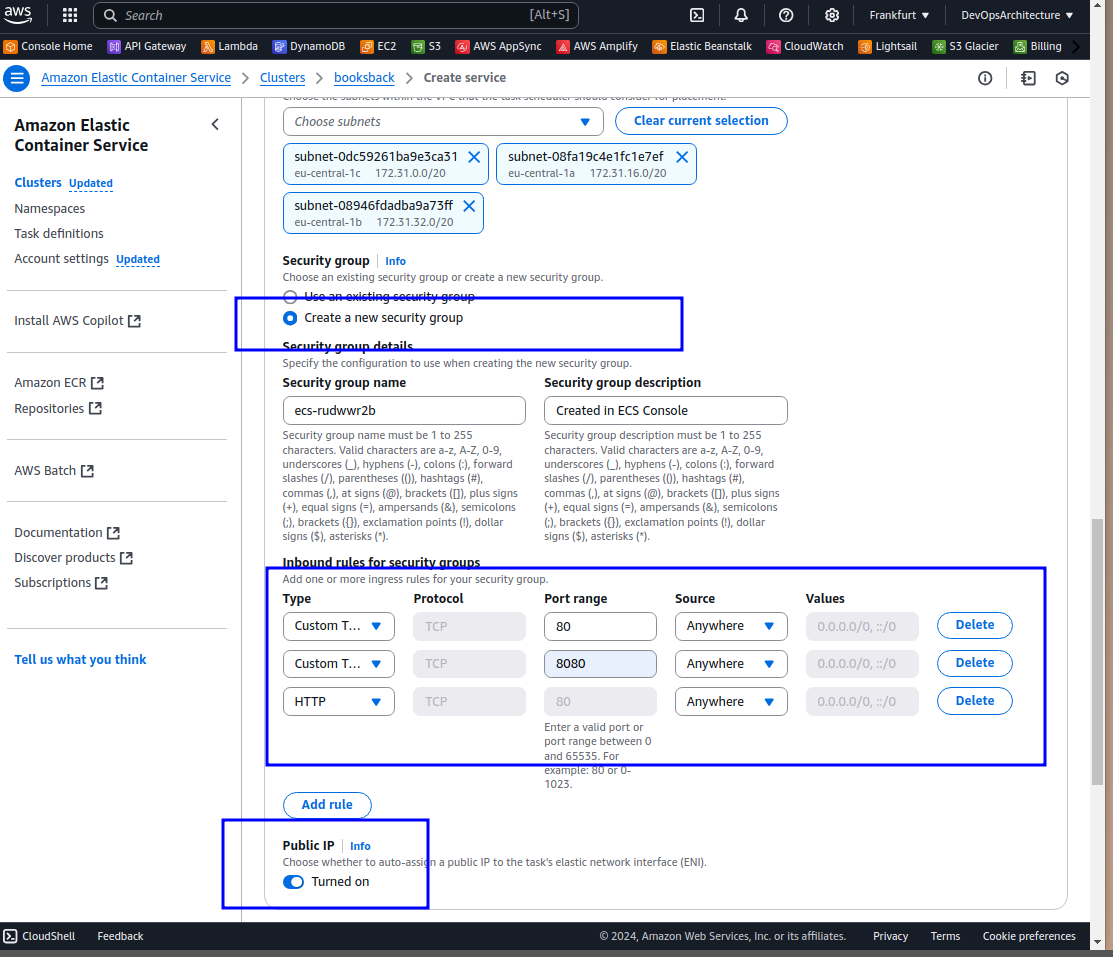 aws
Search [Alt+S] Frankfurt DevOpsArchitecture
Console Home API Gateway Lambda DynamoDB EC2 S3 AWS AppSync AWS Amplify Elastic Beanstalk CloudWatch Lightsail S3 Glacier Billing
Amazon Elastic Container Service > Clusters > booksback > Create service
Amazon Elastic
Container Service
Clusters Updated
Namespaces
Task definitions
Account settings Updated
Install AWS Copilot
Amazon ECR
Repositories
AWS Batch
Documentation
Discover products
Subscriptions
Tell us what you think
Choose the subnets within the VPC that the task scheduler should consider for placement.
Choose subnets
Clear current selection
subnet-0dc59261ba9e3ca31
eu-central-1c 172.31.0.0/20
subnet-08fa19c4e1fc1e7ef
eu-central-1a 172.31.16.0/20
subnet-08946fdadba9a73ff
eu-central-1b 172.31.32.0/20
Security group Info
Choose an existing security group or create a new security group.
Use an existing security group
Create a new security group
Security group details
Specify the configuration to use when creating the new security group.
Security group name
ecs-rudwwr2b
Security group name must be 1 to 255
characters. Valid characters are a-z, A-Z, 0-9,
underscores (_), hyphens (-), colons (:), forward
slashes (/), parentheses (()), hashtags (#),
commas (,), at signs (@), brackets ([]), plus signs
(+), equal signs (=), ampersands (&), semicolons
(;), brackets ({}), exclamation points (!), dollar
signs ($), asterisks (*).
Security group description
Created in ECS Console
Security group description must be 1 to 255
characters. Valid characters are a-z, A-Z, 0-9,
underscores (_), hyphens (-), colons (:), forward
slashes (/), parentheses (()), hashtags (#),
commas (,), at signs (@), brackets ([]), plus signs
(+), equal signs (=), ampersands (&), semicolons
(;), brackets ({}), exclamation points (!), dollar
signs ($), asterisks (*).
Inbound rules for security groups
Add one or more ingress rules for your security group.
Type Protocol Port range Source Values
Custom T... TCP 80 Anywhere 0.0.0.0/0, ::/0 Delete
Custom T... TCP 8080 Anywhere 0.0.0.0/0, ::/0 Delete
HTTP TCP 80 Anywhere 0.0.0.0/0, ::/0 Delete
Enter a valid port or
port range between 0
and 65535. For
example: 80 or 0-
1023.
Add rule
Public IP Info
Choose whether to auto-assign a public IP to the task's elastic network interface (ENI).
Turned on
CloudShell Feedback © 2024, Amazon Web Services, Inc. or its affiliates. Privacy Terms Cookie preferences